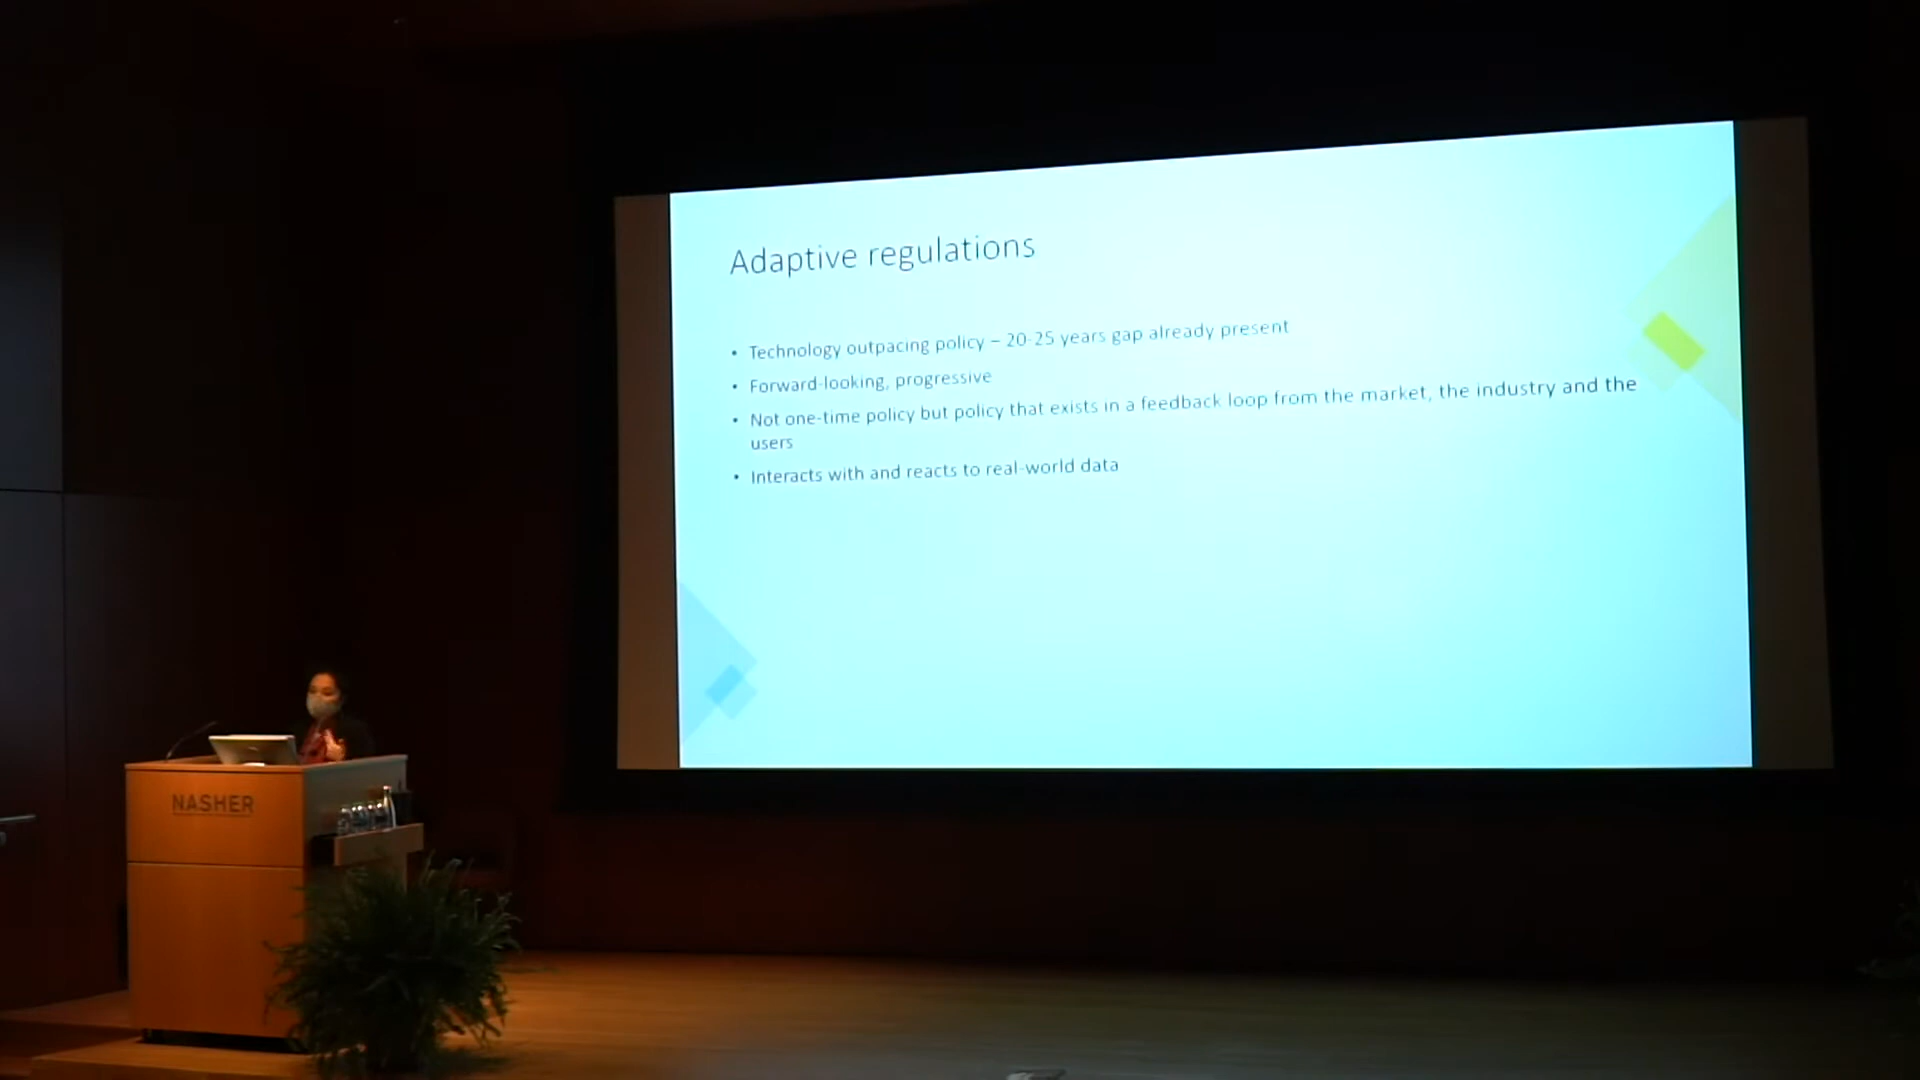 Adaptive regulations
• Technology outpacing policy – 20-25 years gap already present
• Forward-looking, progressive
• Not one-time policy but policy that exists in a feedback loop from the market, the industry and the
users
• Interacts with and reacts to real-world data
NASHER